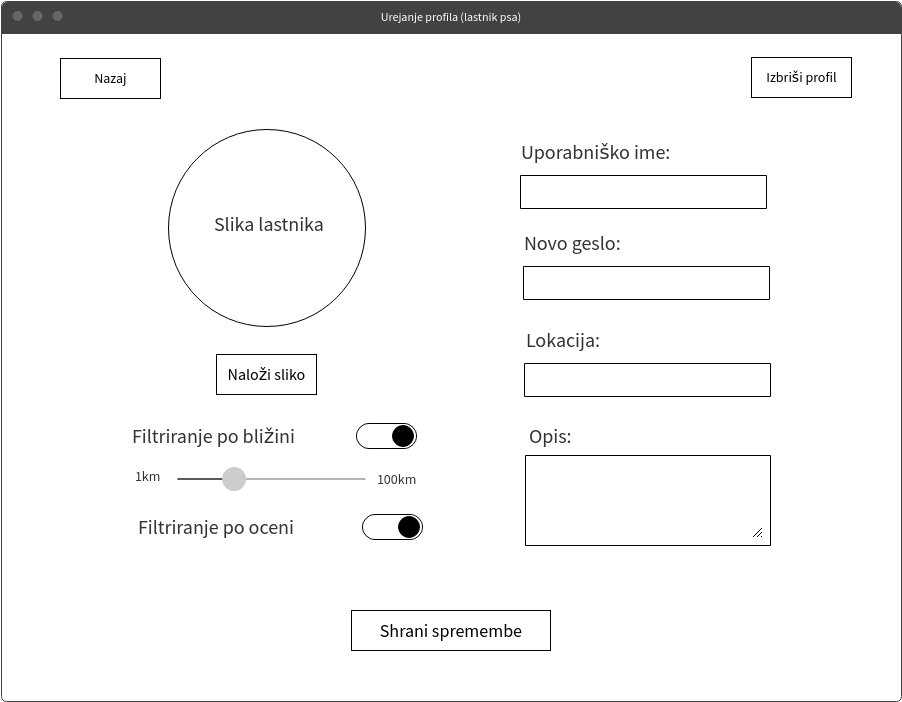 Urejanje profila (lastnik psa)
Nazaj
Izbriši profil
Slika lastnika
Naloži sliko
Filtriranje po bližini
1km
100km
Filtriranje po oceni
Uporabniško ime:
Novo geslo:
Lokacija:
Opis:
Shrani spremembe